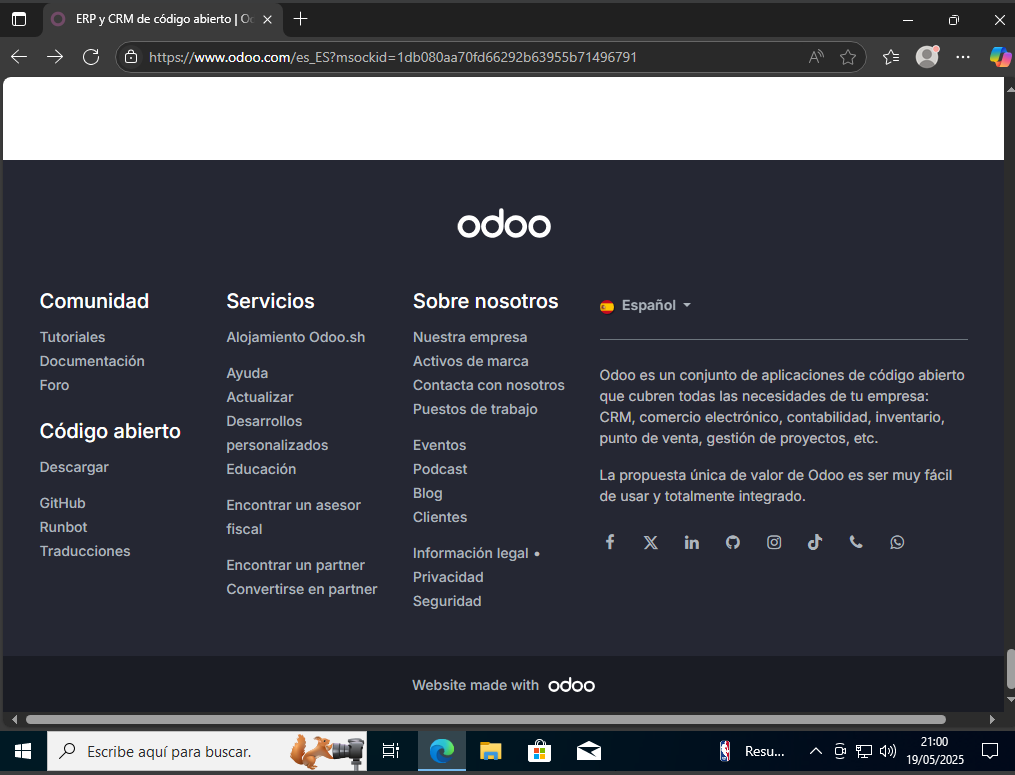 ERP y CRM de código abierto | Od
https://www.odoo.com/es_ES?msockid=1db080aa70fd66292b63955b71496791
odoo
Comunidad
Tutoriales
Documentación
Foro
Código abierto
Descargar
GitHub
Runbot
Traducciones
Servicios
Alojamiento Odoo.sh
Ayuda
Actualizar
Desarrollos
personalizados
Educación
Encontrar un asesor
fiscal
Encontrar un partner
Convertirse en partner
Sobre nosotros
Nuestra empresa
Activos de marca
Contacta con nosotros
Puestos de trabajo
Eventos
Podcast
Blog
Clientes
Información legal •
Privacidad
Seguridad
Español
Odoo es un conjunto de aplicaciones de código abierto
que cubren todas las necesidades de tu empresa:
CRM, comercio electrónico, contabilidad, inventario,
punto de venta, gestión de proyectos, etc.
La propuesta única de valor de Odoo es ser muy fácil
de usar y totalmente integrado.
Website made with odoo
Escribe aquí para buscar.
Resu...
21:00
19/05/2025